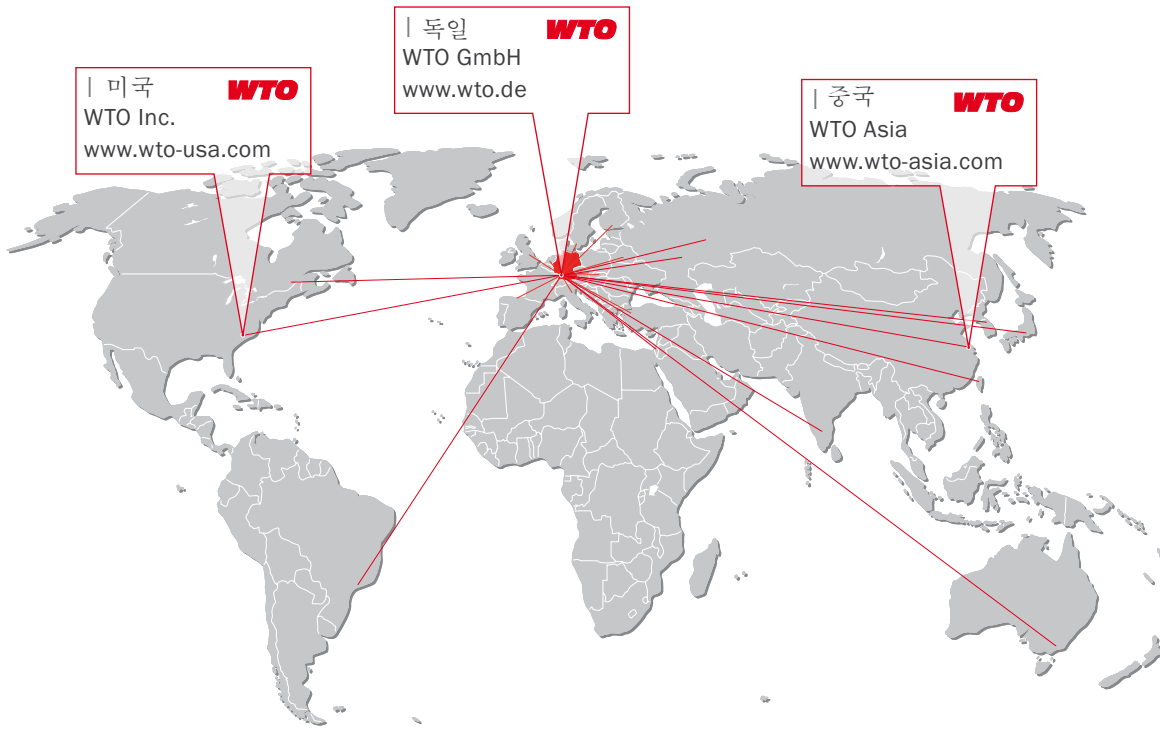 | 미국 WTO
WTO Inc.
www.wto-usa.com
| 독일 WTO
WTO GmbH
www.wto.de
| 중국 WTO
WTO Asia
www.wto-asia.com